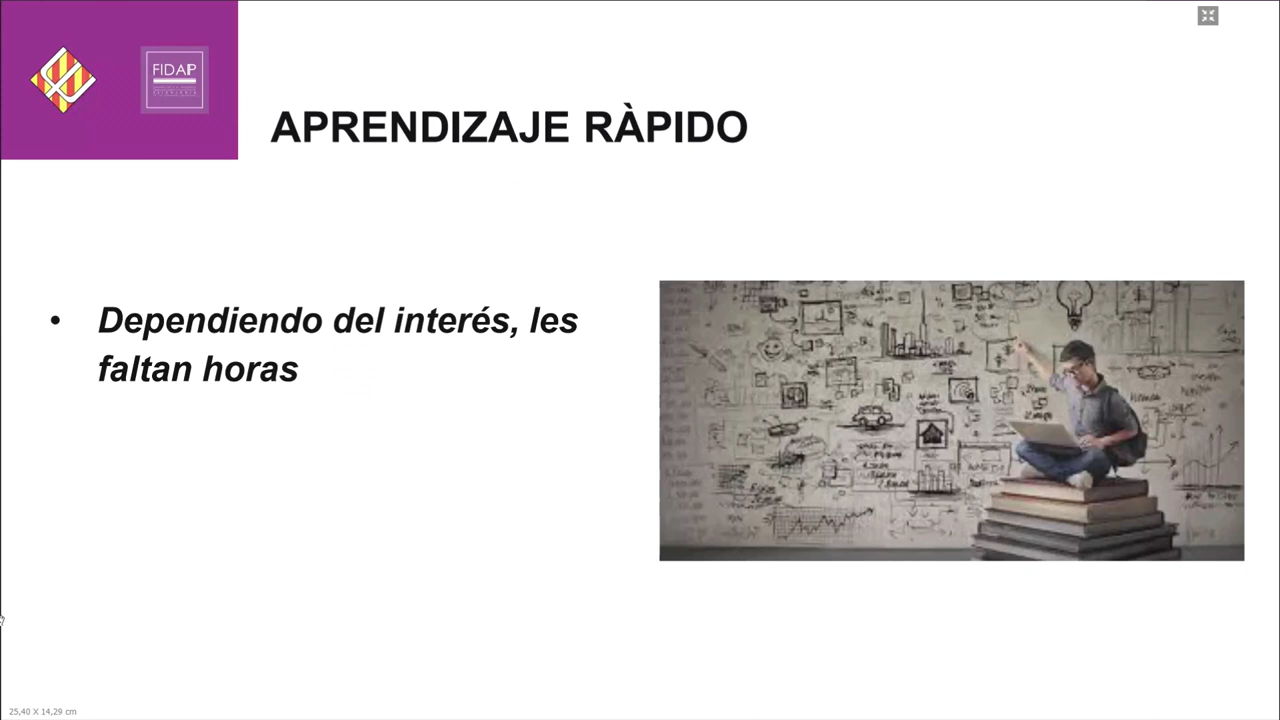 FIDAP
APRENDIZAJE RÀPIDO
• Dependiendo del interés, les
faltan horas
25,40 X 14,29 cm